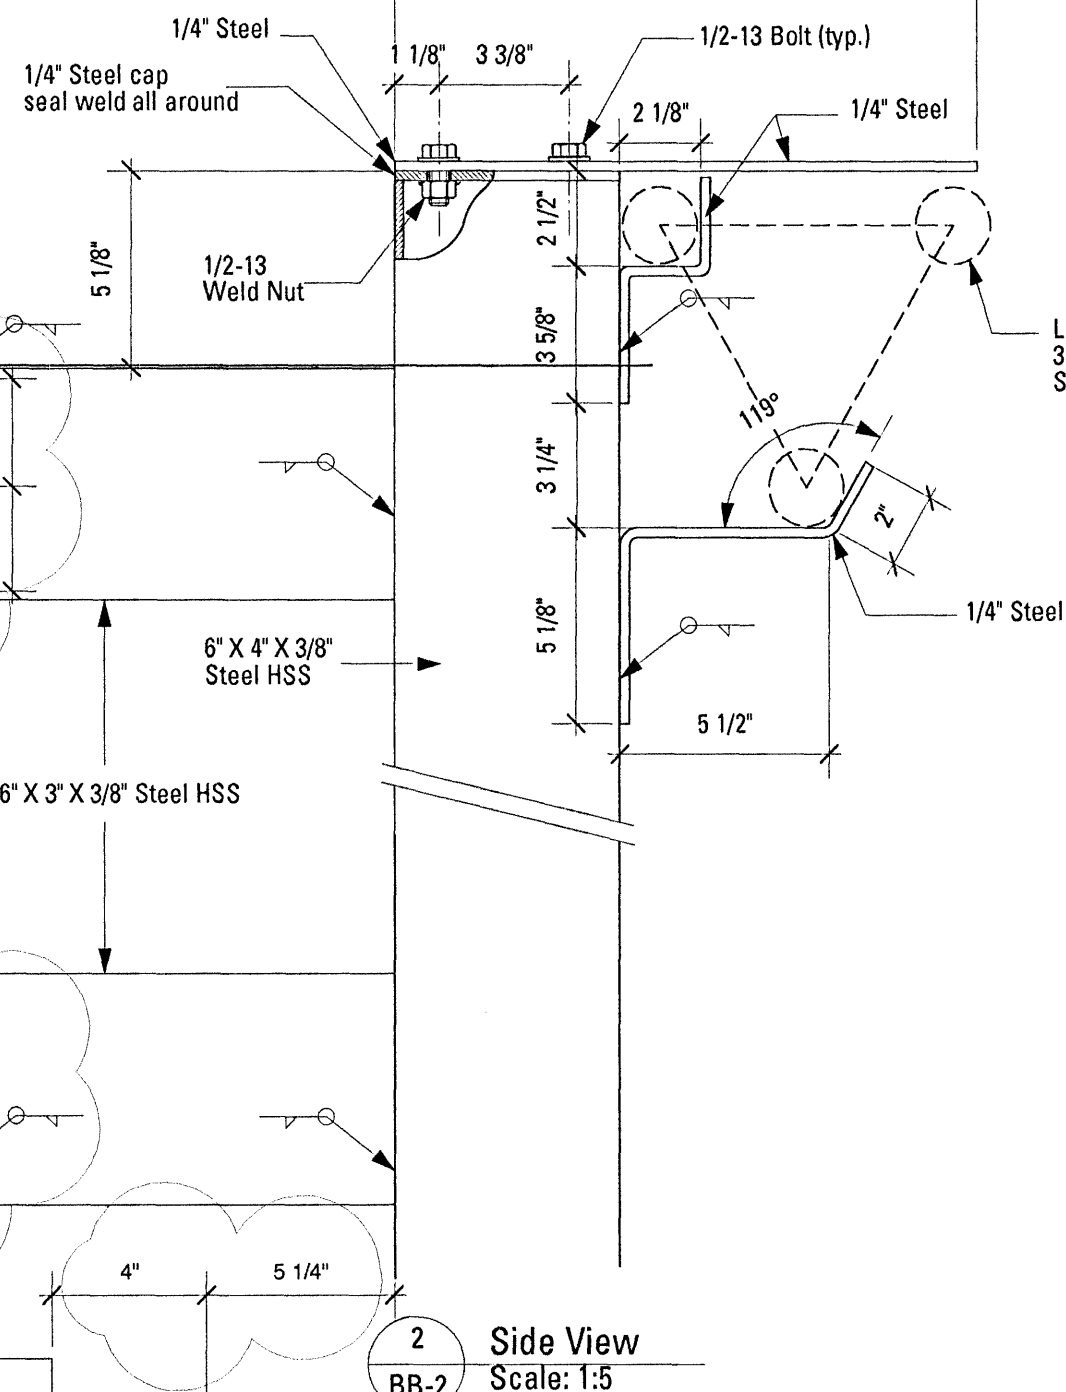 1/4" Steel
1/2-13 Bolt (typ.)
1 1/8"
3 3/8"
1/4" Steel cap
seal weld all around
2 1/8"
1/4" Steel
2 1/2"
5 1/8"
1/2-13
Weld Nut
3 5/8"
L
3
S
119°
3 1/4"
2"
5 1/8"
1/4" Steel
6" X 4" X 3/8"
Steel HSS
5 1/2"
6" X 3" X 3/8" Steel HSS
4"
5 1/4"
2
BB-2
Side View
Scale: 1:5